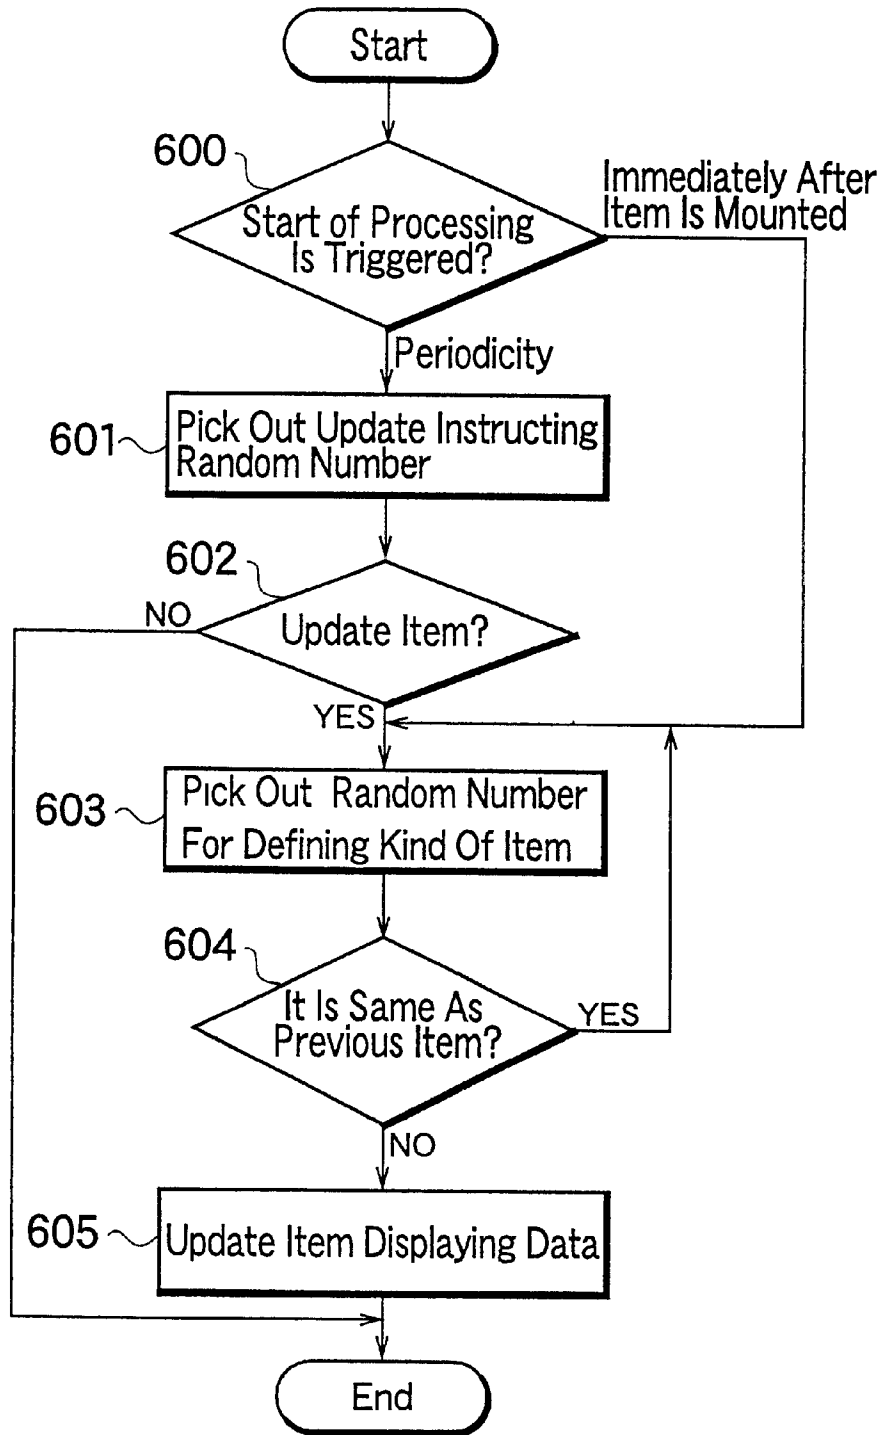 Start
600
Immediately After
Item Is Mounted
Start of Processing
Is Triggered?
Periodicity
601
Pick Out Update Instructing
Random Number
602
NO
Update Item?
YES
603
Pick Out Random Number
For Defining Kind Of Item
604
It Is Same As
Previous Item?
YES
NO
605
Update Item Displaying Data
End